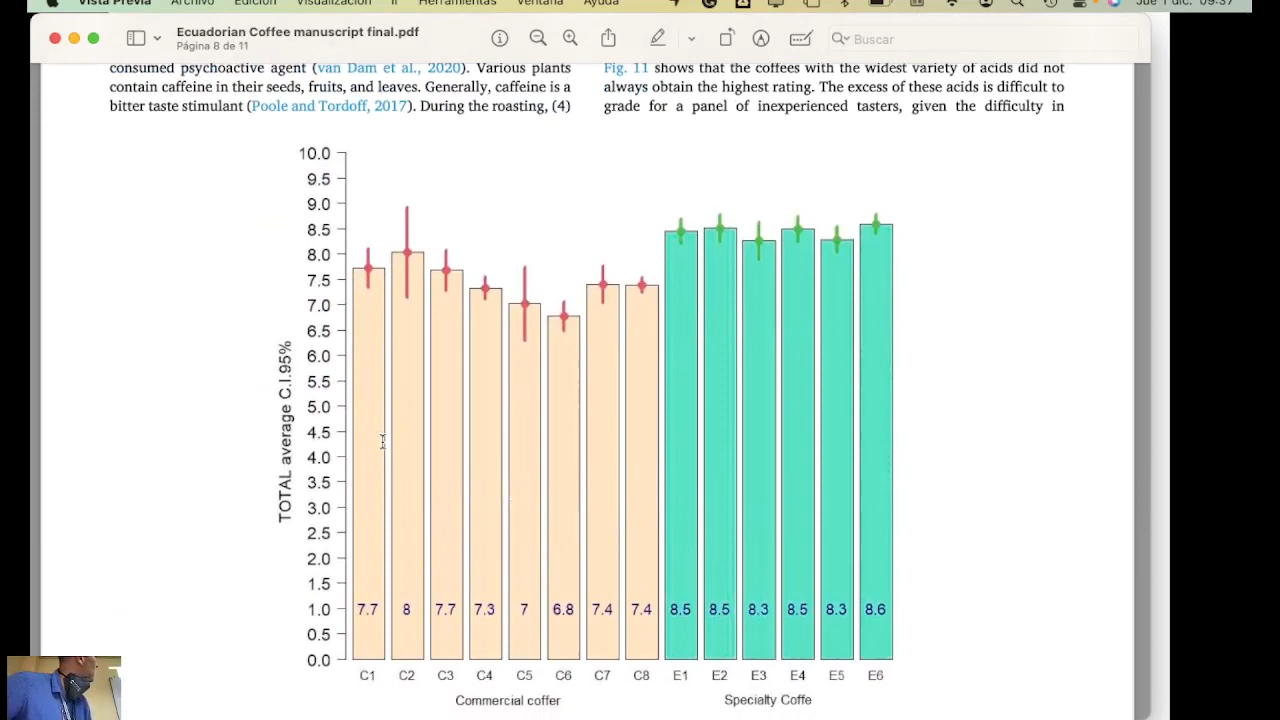 Vista Previa Archivo Edición Visualización Ir Herramientas Ventana Ayuda Jue 1 dic. 09:37
Ecuadorian Coffee manuscript final.pdf
Página 8 de 11
Buscar
consumed psychoactive agent (van Dam et al., 2020). Various plants
contain caffeine in their seeds, fruits, and leaves. Generally, caffeine is a
bitter taste stimulant (Poole and Tordoff, 2017). During the roasting, (4)
Fig. 11 shows that the coffees with the widest variety of acids did not
always obtain the highest rating. The excess of these acids is difficult to
grade for a panel of inexperienced tasters, given the difficulty in
TOTAL average C.I.95%
10.0
9.5
9.0
8.5
8.0
7.5
7.0
6.5
6.0
5.5
5.0
4.5
4.0
3.5
3.0
2.5
2.0
1.5
1.0
0.5
0.0
7.7 8 7.7 7.3 7 6.8 7.4 7.4 8.5 8.5 8.3 8.5 8.3 8.6
C1 C2 C3 C4 C5 C6 C7 C8 E1 E2 E3 E4 E5 E6
Commercial coffer Specialty Coffe